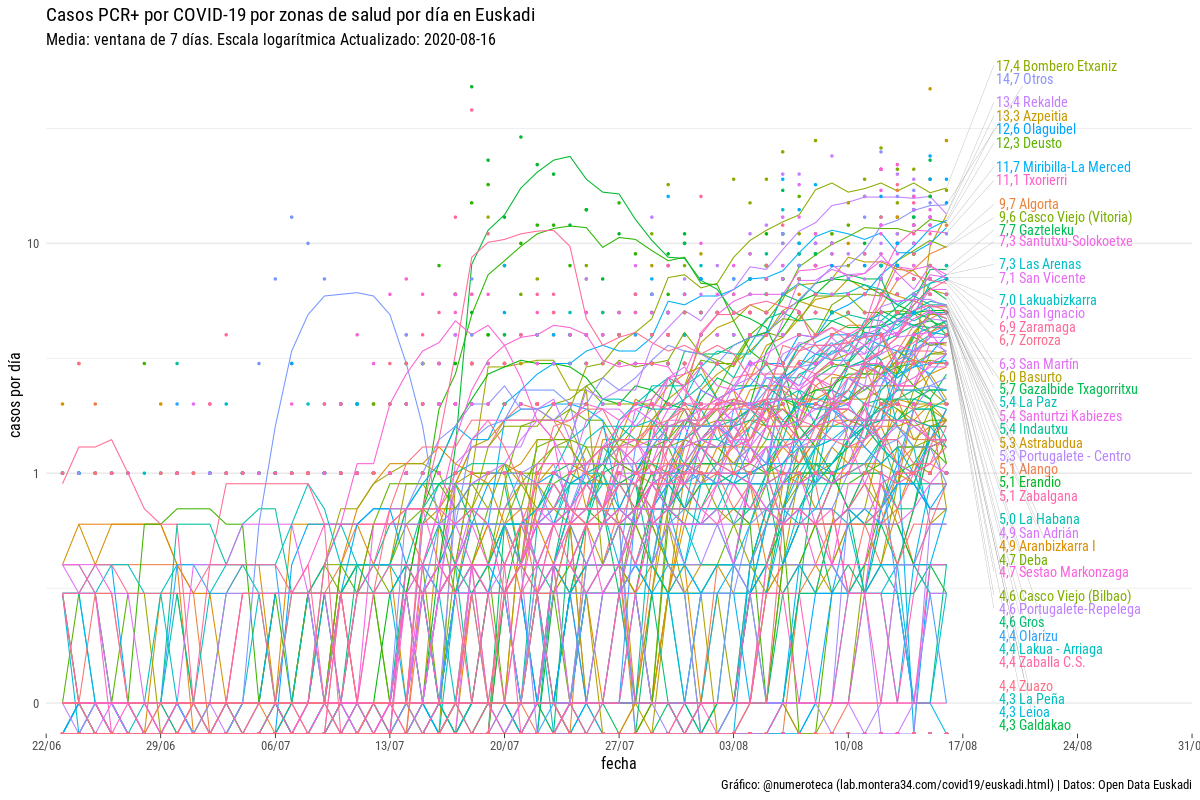 Casos PCR+ por COVID-19 por zonas de salud por día en Euskadi
Media: ventana de 7 días. Escala logarítmica Actualizado: 2020-08-16
17,4 Bombero Etxaniz
14,7 Otros
13,4 Rekalde
13,3 Azpeitia
12,6 Olaguibel
12,3 Deusto
11,7 Miribilla-La Merced
11,1 Txorierri
9,7 Algorta
9,6 Casco Viejo (Vitoria)
7,7 Gazteleku
7,3 Santutxu-Solokoetxe
7,3 Las Arenas
7,1 San Vicente
7,0 Lakuabizkarra
7,0 San Ignacio
6,9 Zaramaga
6,7 Zorroza
6,3 San Martín
6,0 Basurto
5,7 Gazalbide Txagorritxu
5,4 La Paz
5,4 Santurtzi Kabiezes
5,4 Indautxu
5,3 Astrabudua
5,3 Portugalete - Centro
5,1 Alango
5,1 Erandio
5,1 Zabalgana
5,0 La Habana
4,9 San Adrián
4,9 Aranbizkarra I
4,7 Deba
4,7 Sestao Markonzaga
4,6 Casco Viejo (Bilbao)
4,6 Portugalete-Repelega
4,6 Gros
4,4 Olarizu
4,4 Lakua - Arriaga
4,4 Zaballa C.S.
4,4 Zuazo
4,3 La Peña
4,3 Leioa
4,3 Galdakao
10
1
0
casos por día
22/06 29/06 06/07 13/07 20/07 27/07 03/08 10/08 17/08 24/08 31/0
fecha
Gráfico: @numeroteca (lab.montera34.com/covid19/euskadi.html) | Datos: Open Data Euskadi